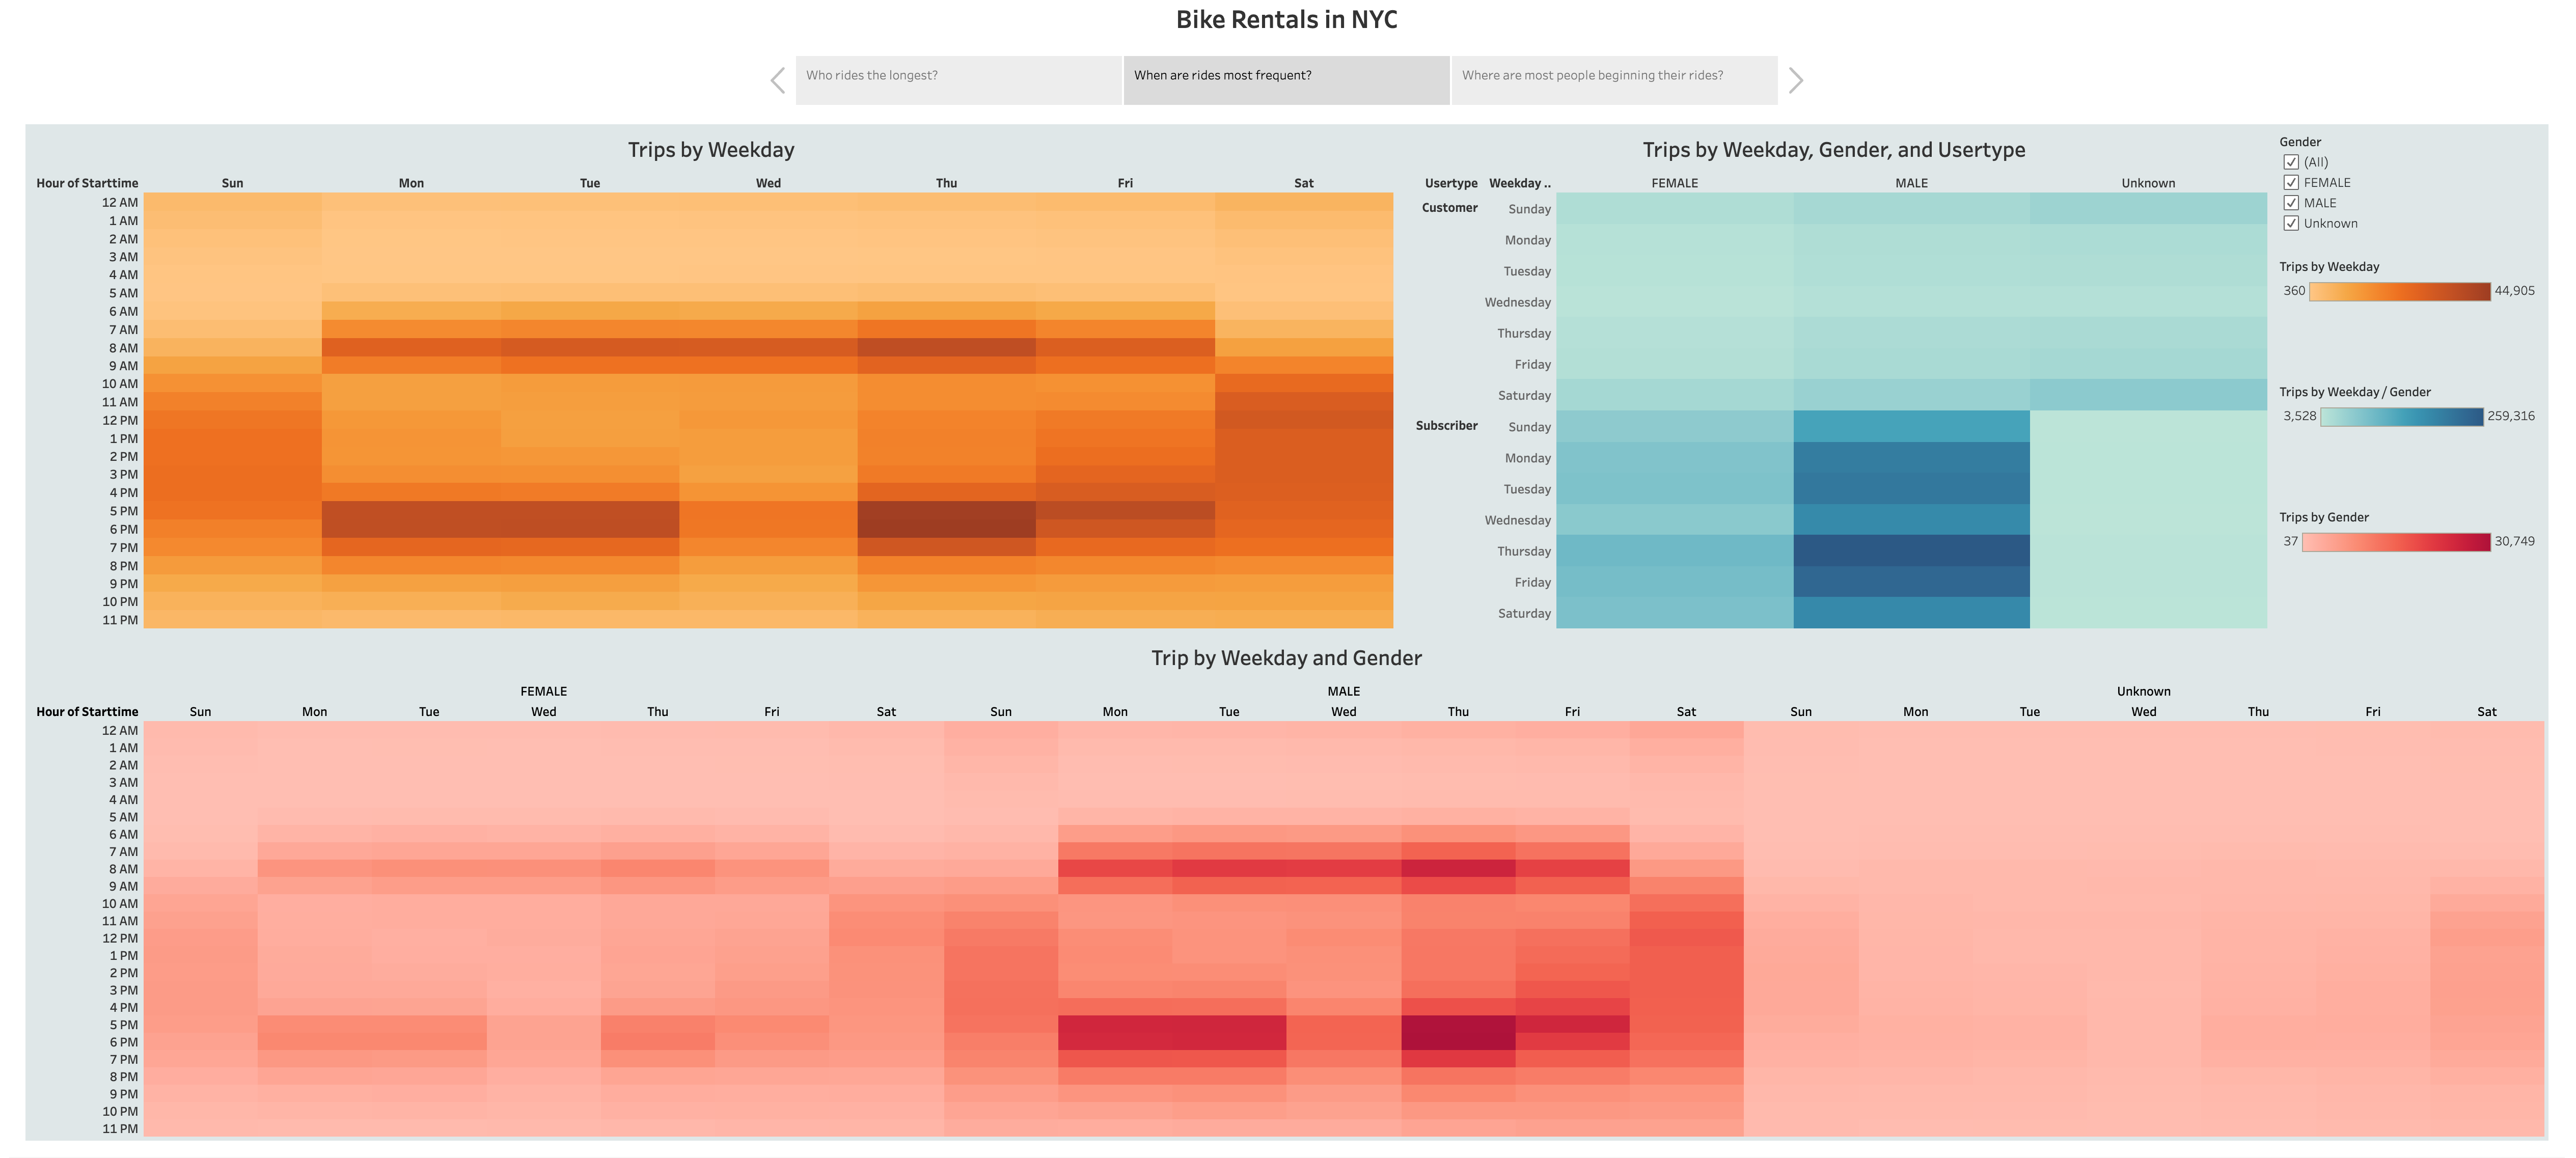 Bike Rentals in NYC
Who rides the longest?
When are rides most frequent?
Where are most people beginning their rides?
Trips by Weekday
Hour of Starttime Sun Mon Tue Wed Thu Fri Sat
12 AM
1 AM
2 AM
3 AM
4 AM
5 AM
6 AM
7 AM
8 AM
9 AM
10 AM
11 AM
12 PM
1 PM
2 PM
3 PM
4 PM
5 PM
6 PM
7 PM
8 PM
9 PM
10 PM
11 PM
Trips by Weekday, Gender, and Usertype
Usertype Weekday .. FEMALE MALE Unknown
Customer Sunday
Monday
Tuesday
Wednesday
Thursday
Friday
Saturday
Subscriber Sunday
Monday
Tuesday
Wednesday
Thursday
Friday
Saturday
Gender
(All)
FEMALE
MALE
Unknown
Trips by Weekday
360 44,905
Trips by Weekday / Gender
3,528 259,316
Trips by Gender
37 30,749
Trip by Weekday and Gender
FEMALE MALE Unknown
Hour of Starttime Sun Mon Tue Wed Thu Fri Sat Sun Mon Tue Wed Thu Fri Sat Sun Mon Tue Wed Thu Fri Sat
12 AM
1 AM
2 AM
3 AM
4 AM
5 AM
6 AM
7 AM
8 AM
9 AM
10 AM
11 AM
12 PM
1 PM
2 PM
3 PM
4 PM
5 PM
6 PM
7 PM
8 PM
9 PM
10 PM
11 PM